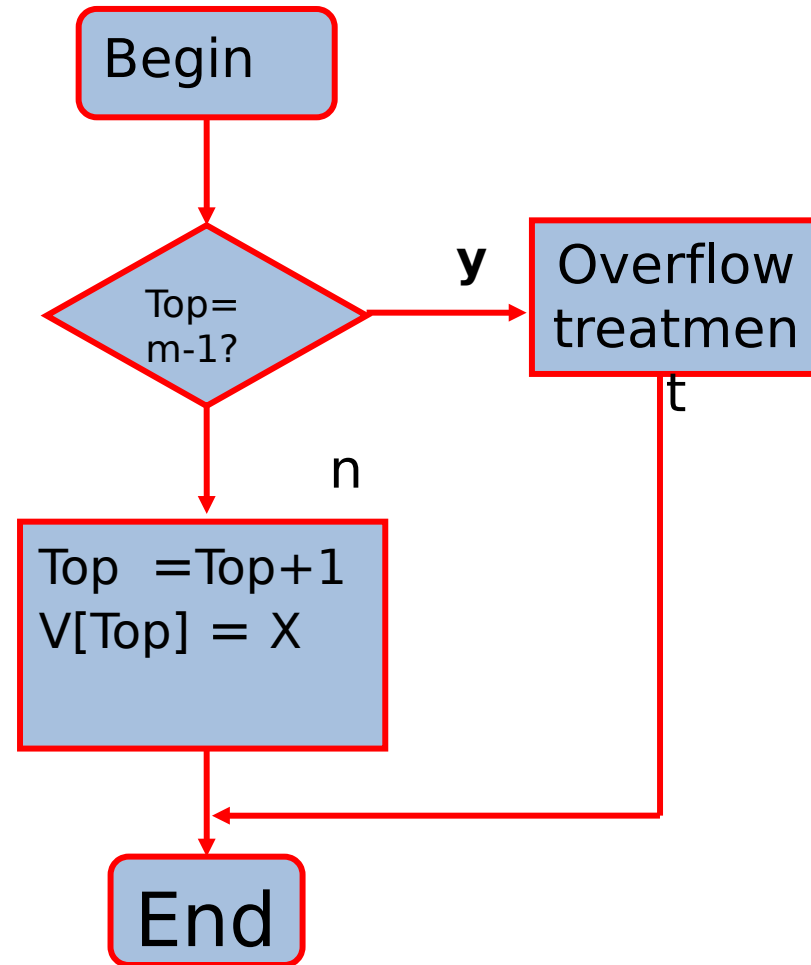 Begin
y
Overflow
treatmen
t
Top=
m-1?
n
Top  =Top+1
V[Top] = X
End